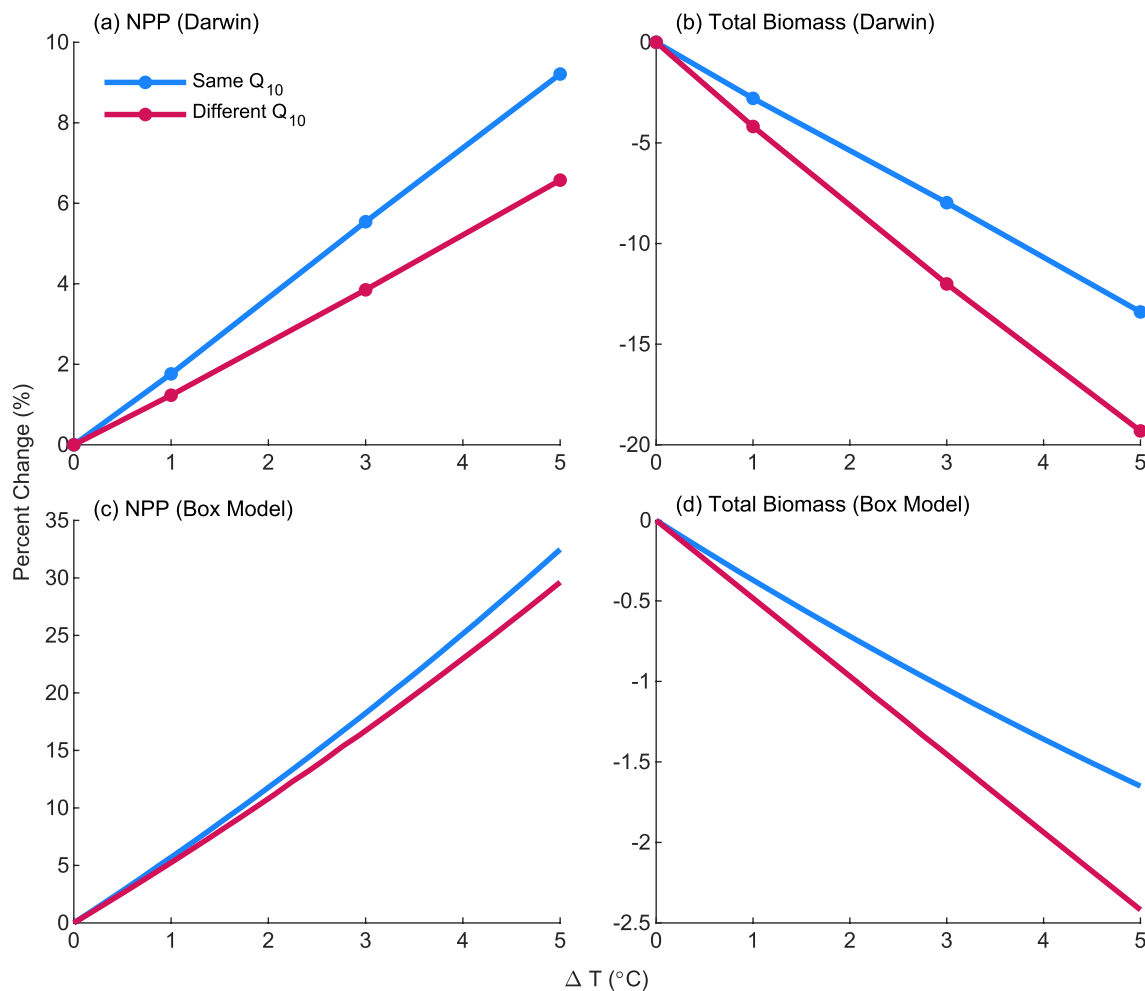 (a) NPP (Darwin)
10
8
6
4
2
0
0 1 2 3 4 5
Same Q10
Different Q10
(b) Total Biomass (Darwin)
0
-5
-10
-15
-20
0 1 2 3 4 5
Percent Change (%)
(c) NPP (Box Model)
35
30
25
20
15
10
5
0
0 1 2 3 4 5
(d) Total Biomass (Box Model)
0
-0.5
-1
-1.5
-2
-2.5
0 1 2 3 4 5
Δ T (°C)